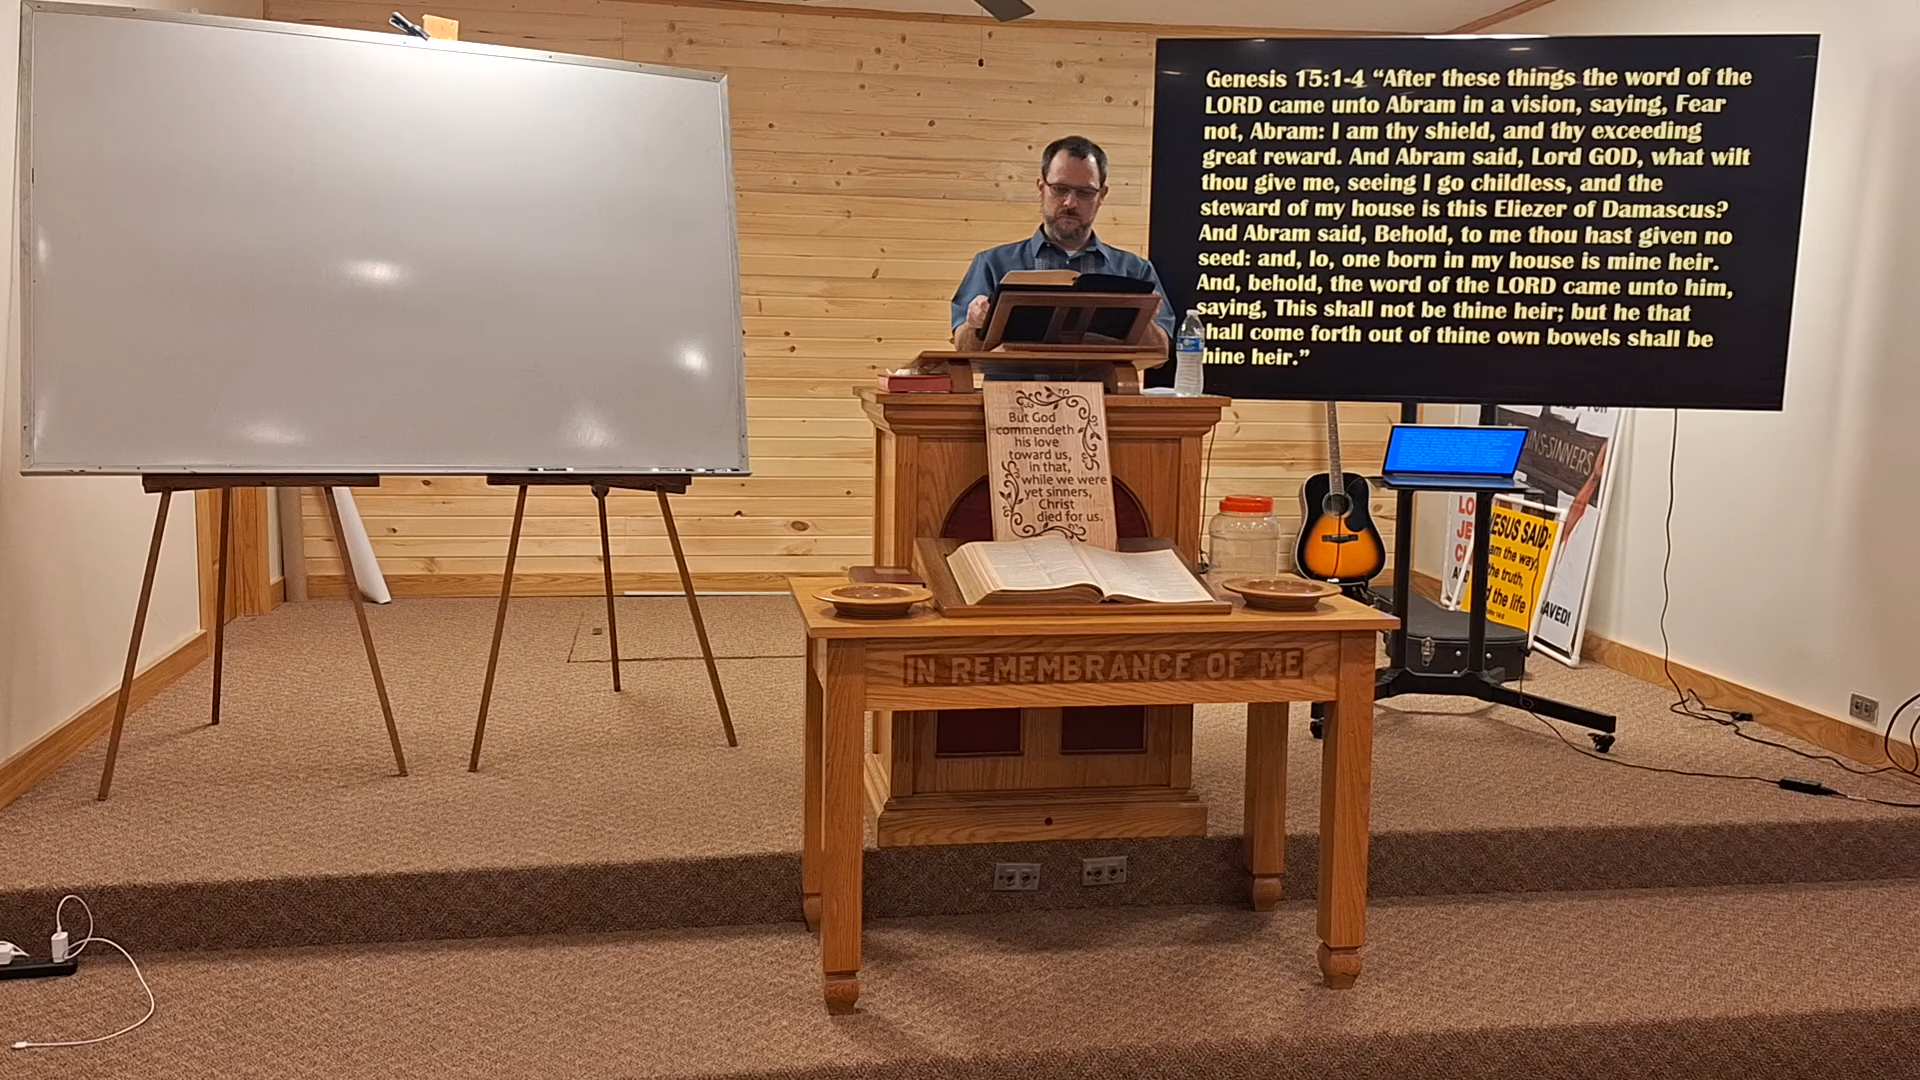 Genesis 15:1-4 “After these things the word of the
LORD came unto Abram in a vision, saying, Fear
not, Abram: I am thy shield, and thy exceeding
great reward. And Abram said, Lord GOD, what wilt
thou give me, seeing I go childless, and the
steward of my house is this Eliezer of Damascus?
And Abram said, Behold, to me thou hast given no
seed: and, lo, one born in my house is mine heir.
And, behold, the word of the LORD came unto him,
saying, This shall not be thine heir; but he that
hall come forth out of thine own bowels shall be
hine heir.”
But God
commendeth
his love
toward us,
in that,
while we were
yet sinners,
Christ
died for us.
IN REMEMBRANCE OF ME
INS-SINNERS
LO
JE
C
A
JESUS SAID:
am the way,
the truth,
d the life
AVED!